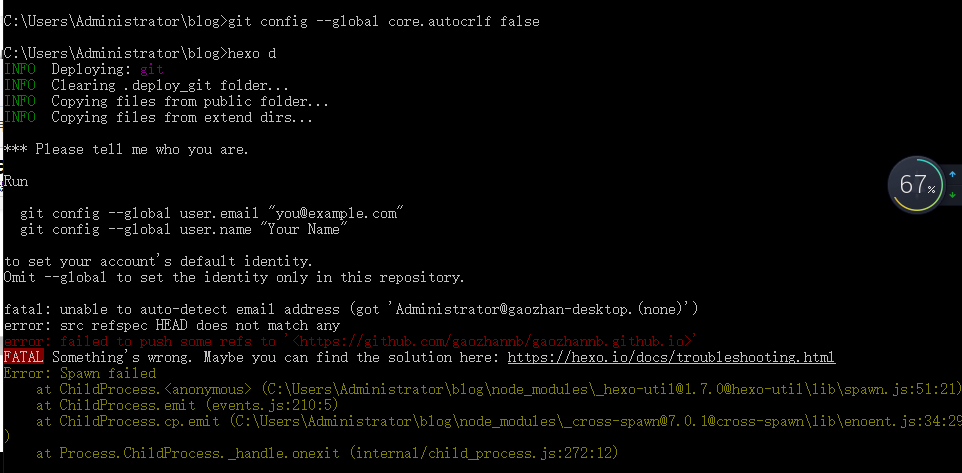 C:\Users\Administrator\blog>git config --global core.autocrlf false
C:\Users\Administrator\blog>hexo d
INFO  Deploying: git
INFO  Clearing .deploy_git folder...
INFO  Copying files from public folder...
INFO  Copying files from extend dirs...
*** Please tell me who you are.
Run
  git config --global user.email "you@example.com"
  git config --global user.name "Your Name"
to set your account's default identity.
Omit --global to set the identity only in this repository.
fatal: unable to auto-detect email address (got 'Administrator@gaozhan-desktop.(none)')
error: src refspec HEAD does not match any
error: failed to push some refs to '<https://github.com/gaozhannb/gaozhannb.github.io>'
FATAL Something's wrong. Maybe you can find the solution here: https://hexo.io/docs/troubleshooting.html
Error: Spawn failed
    at ChildProcess.<anonymous> (C:\Users\Administrator\blog\node_modules\_hexo-util@1.7.0@hexo-util\lib\spawn.js:51:21)
    at ChildProcess.emit (events.js:210:5)
    at ChildProcess.cp.emit (C:\Users\Administrator\blog\node_modules\_cross-spawn@7.0.1@cross-spawn\lib\enoent.js:34:29
)
    at Process.ChildProcess._handle.onexit (internal/child_process.js:272:12)
67%